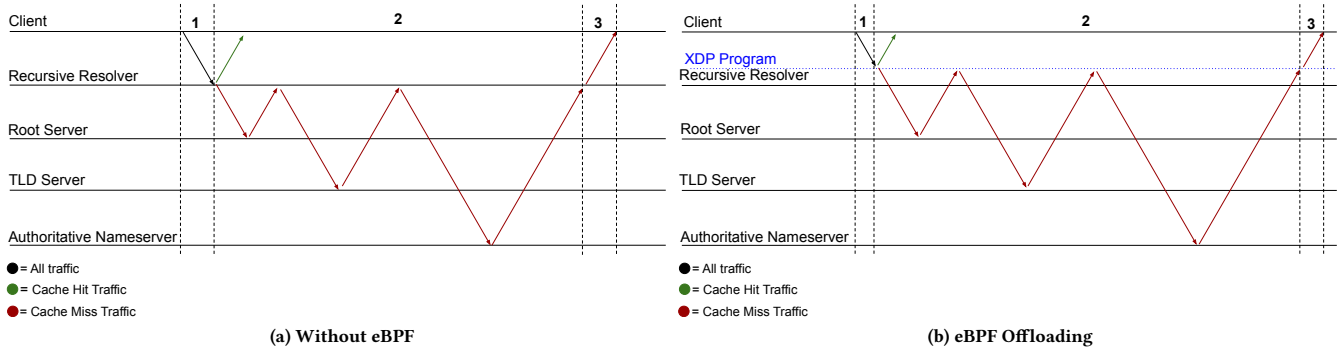 Client
1
2
3
Recursive Resolver
Root Server
TLD Server
Authoritative Nameserver
= All traffic
= Cache Hit Traffic
= Cache Miss Traffic
(a) Without eBPF
Client
1
2
3
XDP Program
Recursive Resolver
Root Server
TLD Server
Authoritative Nameserver
= All traffic
= Cache Hit Traffic
= Cache Miss Traffic
(b) eBPF Offloading